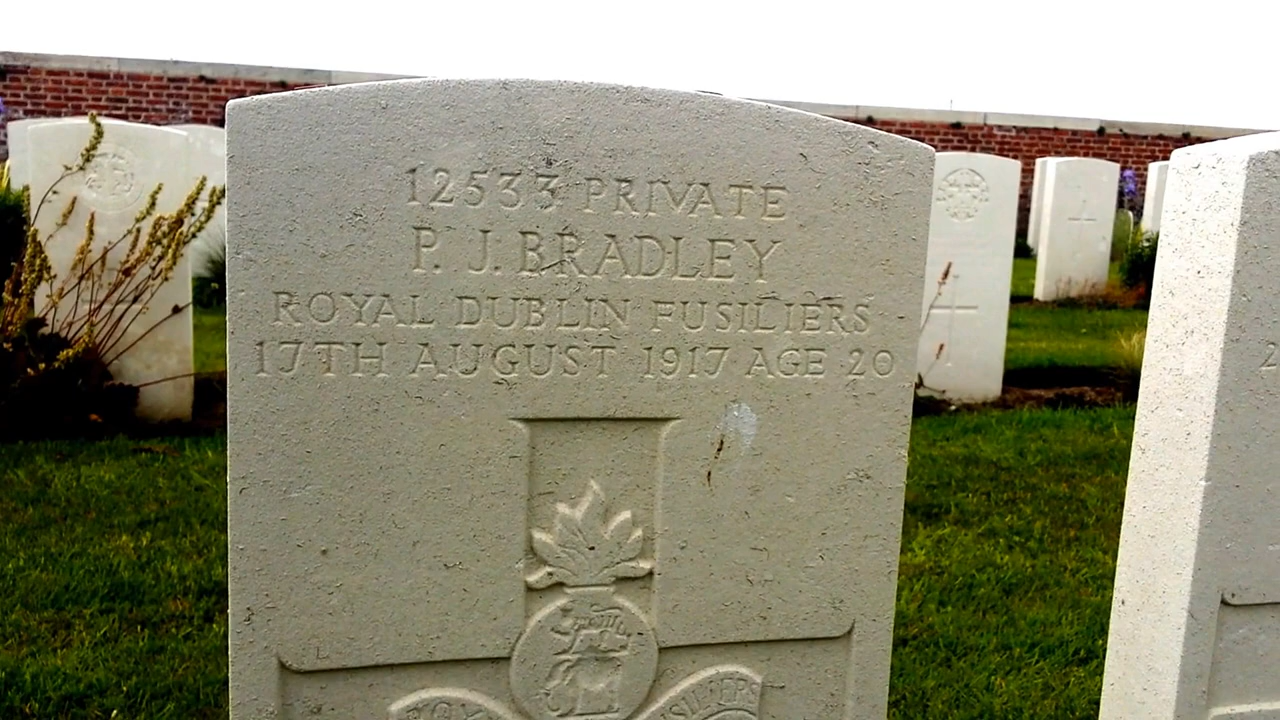 12533 PRIVATE
P. J. BRADLEY
ROYAL DUBLIN FUSILIERS
17TH AUGUST 1917 AGE 20